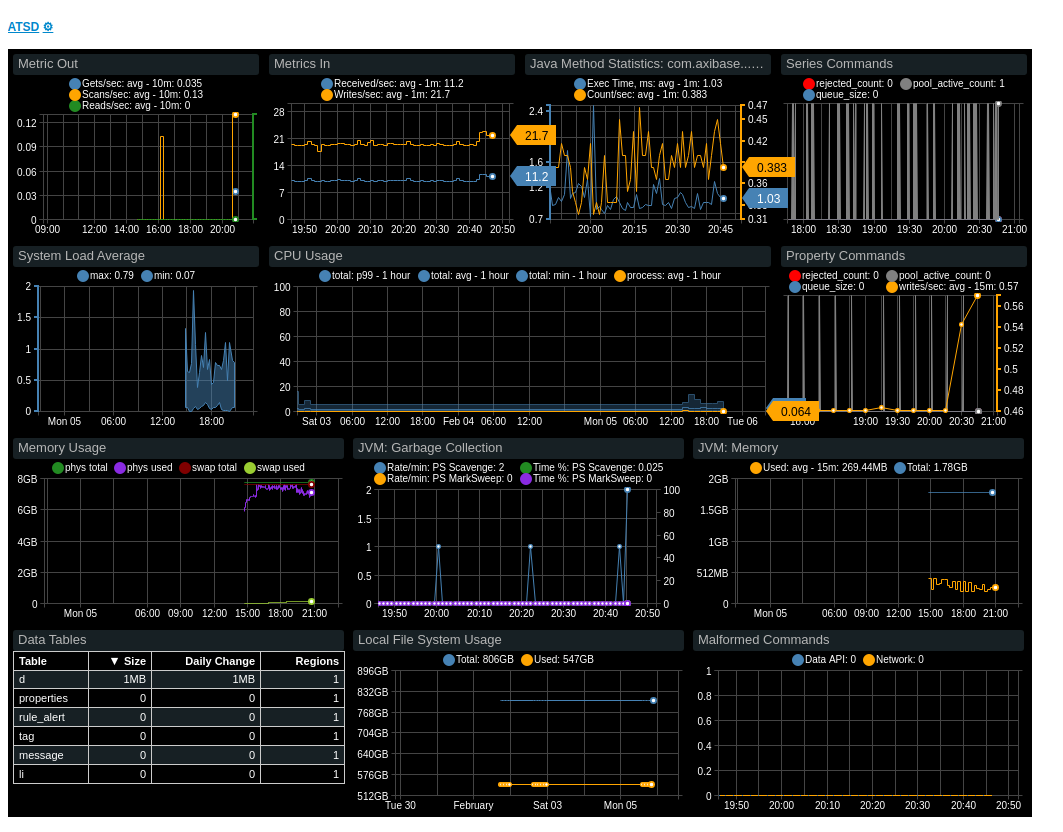 ATSD ⚙
Metric Out
Gets/sec: avg - 10m: 0.035
Scans/sec: avg - 10m: 0.13
Reads/sec: avg - 10m: 0
0.12
0.09
0.06
0.03
0
09:00 12:00 14:00 16:00 18:00 20:00
Metrics In
Received/sec: avg - 1m: 11.2
Writes/sec: avg - 1m: 21.7
28
21
14
7
0
21.7
11.2
19:50 20:00 20:10 20:20 20:30 20:40 20:50
Java Method Statistics: com.axibase...…
Exec Time, ms: avg - 1m: 1.03
Count/sec: avg - 1m: 0.383
2.4
1.6
1.2
0.7
0.47
0.45
0.42
0.36
0.31
0.383
1.03
20:00 20:15 20:30 20:45
Series Commands
rejected_count: 0 pool_active_count: 1
queue_size: 0
18:00 18:30 19:00 19:30 20:00 20:30 21:00
System Load Average
max: 0.79 min: 0.07
2
1.5
1
0.5
0
Mon 05 06:00 12:00 18:00
CPU Usage
total: p99 - 1 hour total: avg - 1 hour total: min - 1 hour process: avg - 1 hour
100
80
60
40
20
0
Sat 03 06:00 12:00 18:00 Feb 04 06:00 12:00 Mon 05 06:00 12:00 18:00 Tue 06
Property Commands
rejected_count: 0 pool_active_count: 0
queue_size: 0 writes/sec: avg - 15m: 0.57
0.56
0.54
0.52
0.5
0.48
0.46
0.064
18:00 19:00 19:30 20:00 20:30 21:00
Memory Usage
phys total phys used swap total swap used
8GB
6GB
4GB
2GB
0
Mon 05 06:00 09:00 12:00 15:00 18:00 21:00
JVM: Garbage Collection
Rate/min: PS Scavenge: 2 Time %: PS Scavenge: 0.025
Rate/min: PS MarkSweep: 0 Time %: PS MarkSweep: 0
2
1.5
1
0.5
0
100
80
60
40
20
0
19:50 20:00 20:10 20:20 20:30 20:40 20:50
JVM: Memory
Used: avg - 15m: 269.44MB Total: 1.78GB
2GB
1.5GB
1GB
512MB
0
Mon 05 06:00 09:00 12:00 15:00 18:00 21:00
Data Tables
Table ▼ Size Daily Change Regions
d 1MB 1MB 1
properties 0 0 1
rule_alert 0 0 1
tag 0 0 1
message 0 0 1
li 0 0 1
Local File System Usage
Total: 806GB Used: 547GB
896GB
832GB
768GB
704GB
640GB
576GB
512GB
Tue 30 February Sat 03 Mon 05
Malformed Commands
Data API: 0 Network: 0
1
0.8
0.6
0.4
0.2
0
19:50 20:00 20:10 20:20 20:30 20:40 20:50